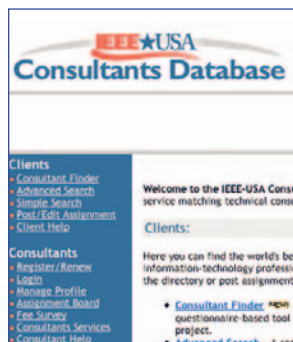 IEEE★USA
Consultants Database
Clients
Consultant Finder
Advanced Search
Simple Search
Post/Edit Assignment
Client Help
Consultants
Register/Renew
Login
Manage Profile
Assignment Board
Fee Survey
Consultants Services
Consultant Help
Welcome to the IEEE-USA Consu
service matching technical consu
Clients:
Here you can find the world's be
information-technology professio
the directory or post assignment
Consultant Finder
questionnaire-based tool
project.
Advanced Search